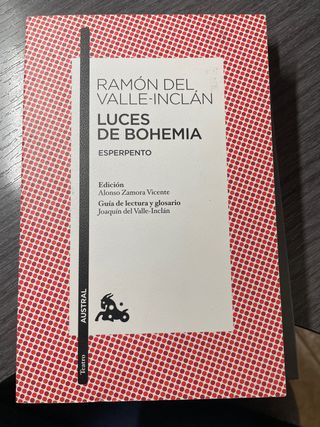 RAMÓN DEL
VALLE-INCLÁN
LUCES
DE BOHEMIA
ESPERPENTO
Edición
Alonso Zamora Vicente
Guía de lectura y glosario
Joaquín del Valle-Inclán
AUSTRAL
Teatro